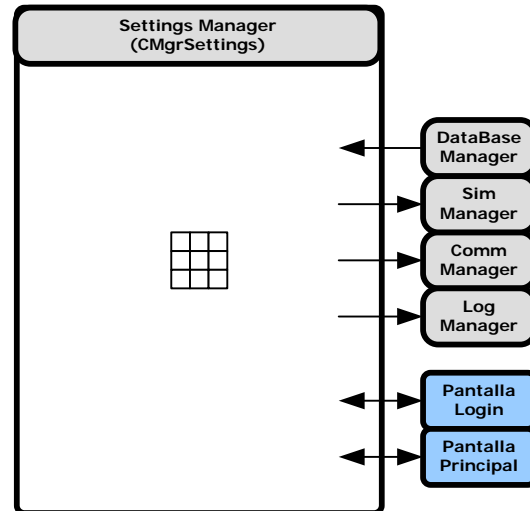 Settings Manager
(CMgrSettings)
DataBase
Manager
Sim
Manager
Comm
Manager
Log
Manager
Pantalla
Login
Pantalla
Principal